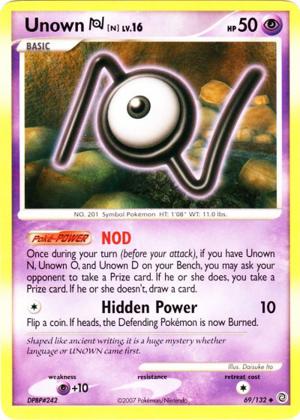 Unown N [N] LV.16 HP 50
BASIC
NO. 201 Symbol Pokémon HT: 1'08" WT: 11.0 lbs.
Poké-POWER NOD
Once during your turn (before your attack), if you have Unown
N, Unown O, and Unown D on your Bench, you may ask your
opponent to take a Prize card. If he or she does, you take a
Prize card. If he or she doesn't, draw a card.
Hidden Power 10
Flip a coin. If heads, the Defending Pokémon is now Burned.
Shaped like ancient writing, it is a huge mystery whether
language or UNOWN came first.
Illus. Daisuke Ito
weakness resistance retreat cost
+10
DPBP#242 ©2007 Pokémon/Nintendo 69/132